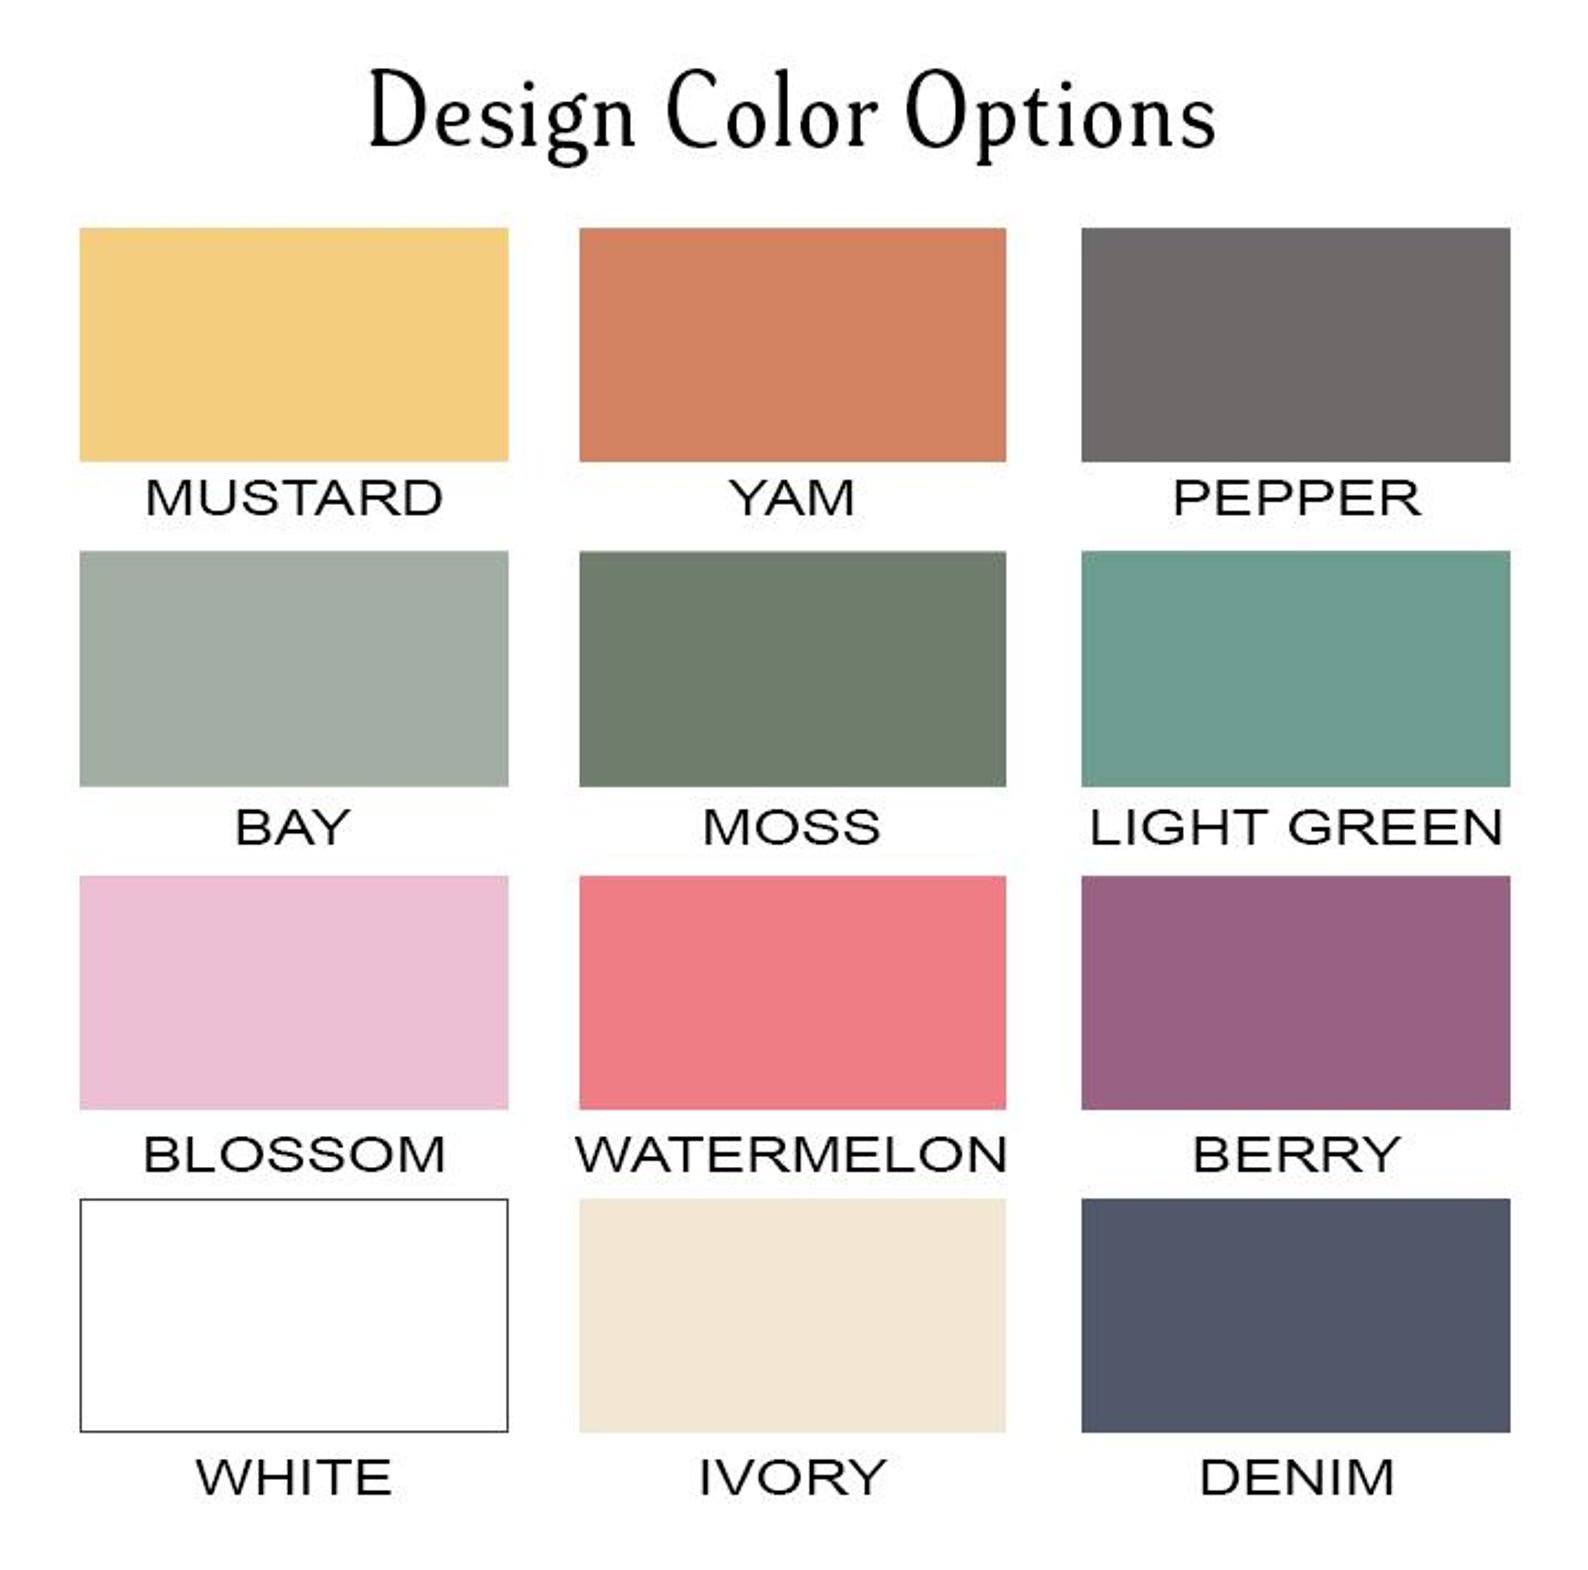 Design Color Options
MUSTARD
YAM
PEPPER
BAY
MOSS
LIGHT GREEN
BLOSSOM
WATERMELON
BERRY
WHITE
IVORY
DENIM